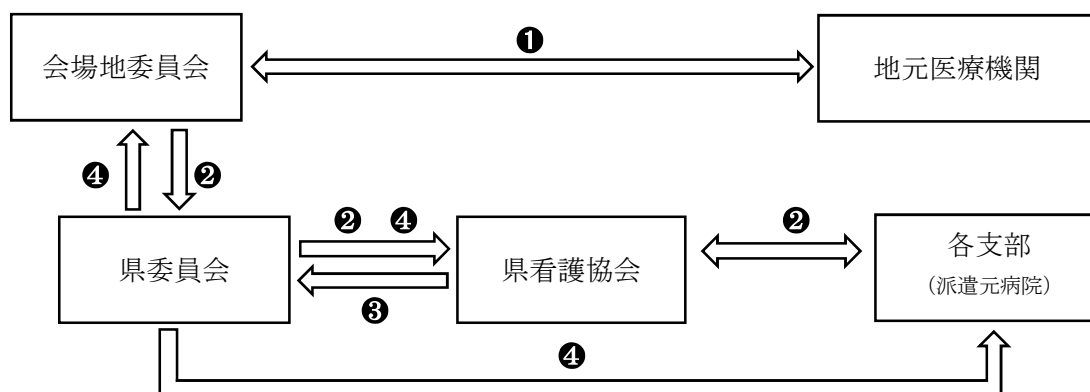 ❶
会場地委員会
地元医療機関
❹
❷
❷
❹
❷
県委員会
県看護協会
各支部
（派遣元病院）
❸
❹